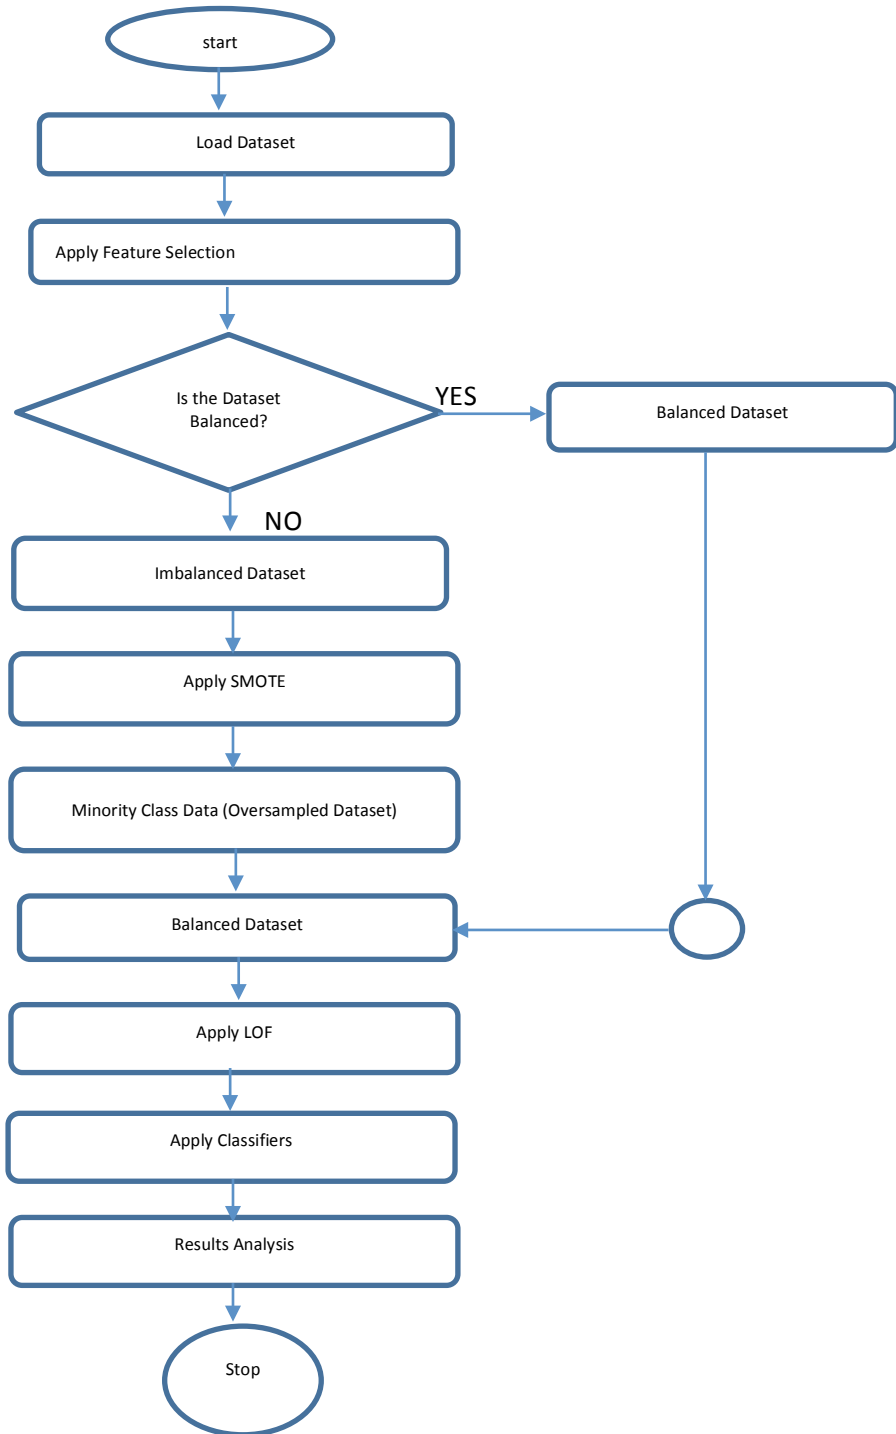 start
Load Dataset
Apply Feature Selection
Is the Dataset
Balanced?
YES
Balanced Dataset
NO
Imbalanced Dataset
Apply SMOTE
Minority Class Data (Oversampled Dataset)
Balanced Dataset
Apply LOF
Apply Classifiers
Results Analysis
Stop